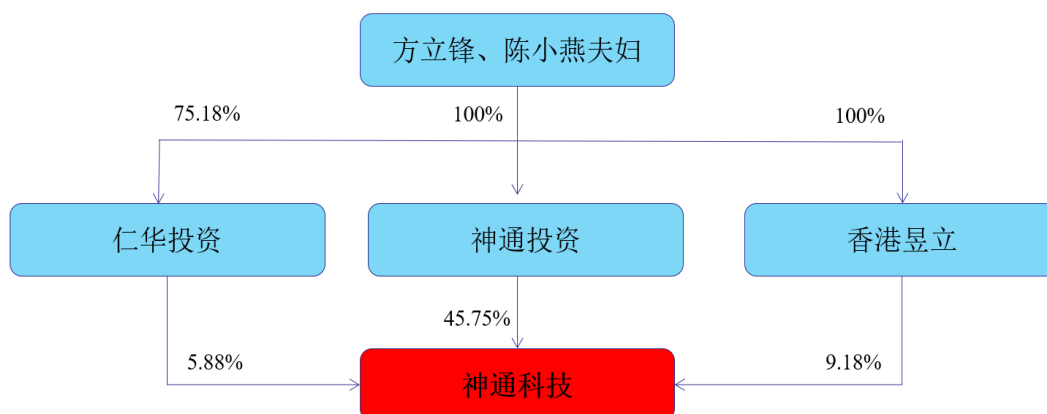 方立锋、陈小燕夫妇
75.18%
100%
100%
仁华投资
神通投资
香港昱立
45.75%
5.88%
9.18%
神通科技